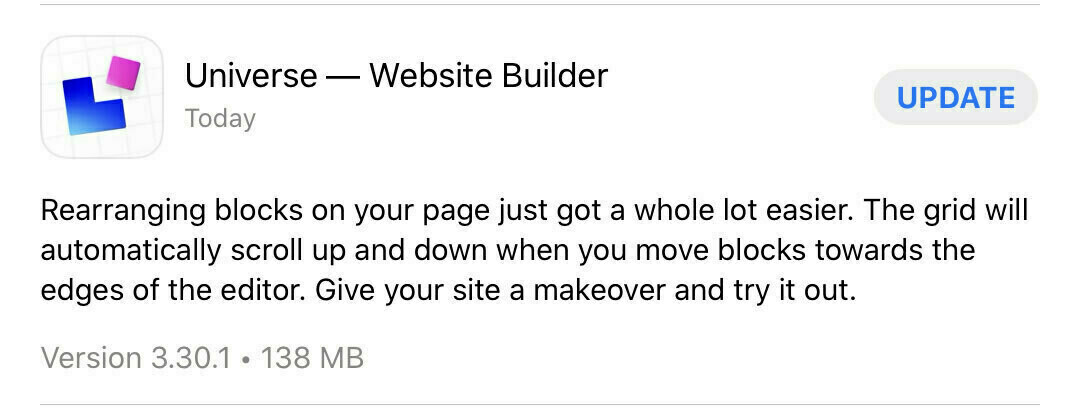 Universe — Website Builder
Today
UPDATE
Rearranging blocks on your page just got a whole lot easier. The grid will
automatically scroll up and down when you move blocks towards the
edges of the editor. Give your site a makeover and try it out.
Version 3.30.1 • 138 MB